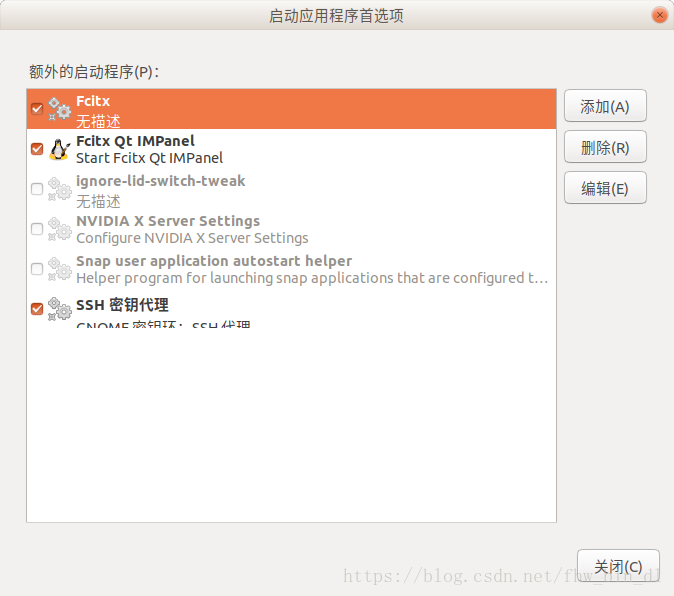 启动应用程序首选项
额外的启动程序(P)：
Fcitx
无描述
Fcitx Qt IMPanel
Start Fcitx Qt IMPanel
ignore-lid-switch-tweak
无描述
NVIDIA X Server Settings
Configure NVIDIA X Server Settings
Snap user application autostart helper
Helper program for launching snap applications that are configured t…
SSH 密钥代理
GNOME 密钥环：SSH 代理
添加(A)
删除(R)
编辑(E)
关闭(C)
https://blog.csdn.net/